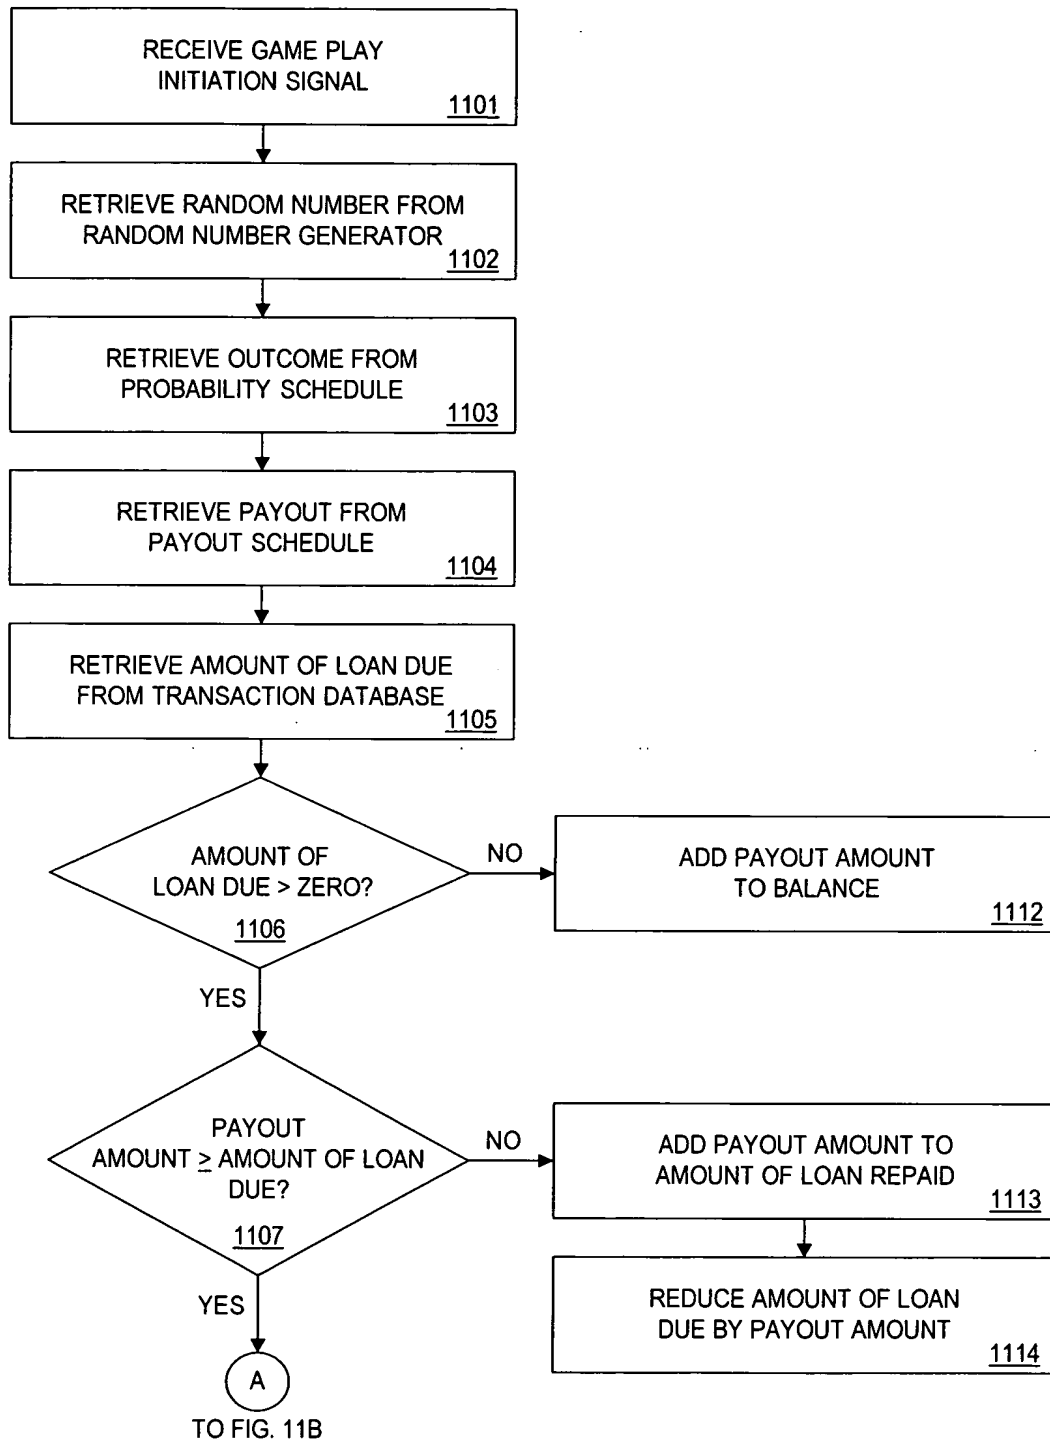 RECEIVE GAME PLAY
INITIATION SIGNAL
1101
RETRIEVE RANDOM NUMBER FROM
RANDOM NUMBER GENERATOR
1102
RETRIEVE OUTCOME FROM
PROBABILITY SCHEDULE
1103
RETRIEVE PAYOUT FROM
PAYOUT SCHEDULE
1104
RETRIEVE AMOUNT OF LOAN DUE
FROM TRANSACTION DATABASE
1105
AMOUNT OF
LOAN DUE > ZERO?
1106
NO
ADD PAYOUT AMOUNT
TO BALANCE
1112
YES
PAYOUT
AMOUNT ≥ AMOUNT OF LOAN
DUE?
1107
NO
ADD PAYOUT AMOUNT TO
AMOUNT OF LOAN REPAID
1113
REDUCE AMOUNT OF LOAN
DUE BY PAYOUT AMOUNT
1114
YES
A
TO FIG. 11B